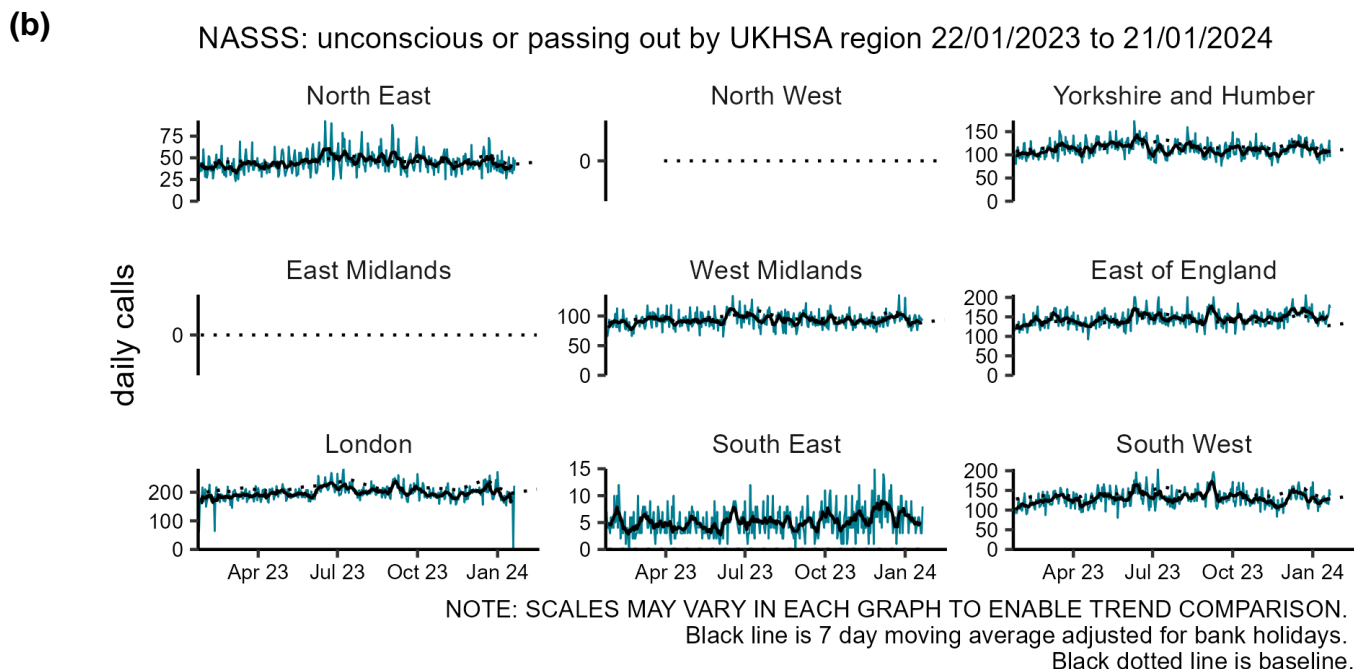 (b)
NASSS: unconscious or passing out by UKHSA region 22/01/2023 to 21/01/2024
daily calls
North East
75
50
25
0
North West
0
Yorkshire and Humber
150
100
50
0
East Midlands
0
West Midlands
100
50
0
East of England
200
150
100
50
0
London
200
100
0
Apr 23 Jul 23 Oct 23 Jan 24
South East
15
10
5
0
Apr 23 Jul 23 Oct 23 Jan 24
South West
200
150
100
50
0
Apr 23 Jul 23 Oct 23 Jan 24
NOTE: SCALES MAY VARY IN EACH GRAPH TO ENABLE TREND COMPARISON.
Black line is 7 day moving average adjusted for bank holidays.
Black dotted line is baseline.